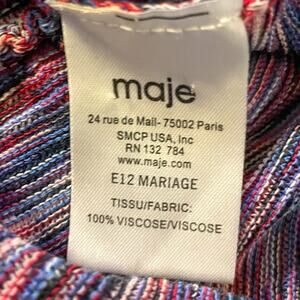 maje
24 rue de Mail- 75002 Paris
SMCP USA, Inc
RN 132 784
www.maje.com
E12 MARIAGE
TISSU/FABRIC:
100% VISCOSE/VISCOSE